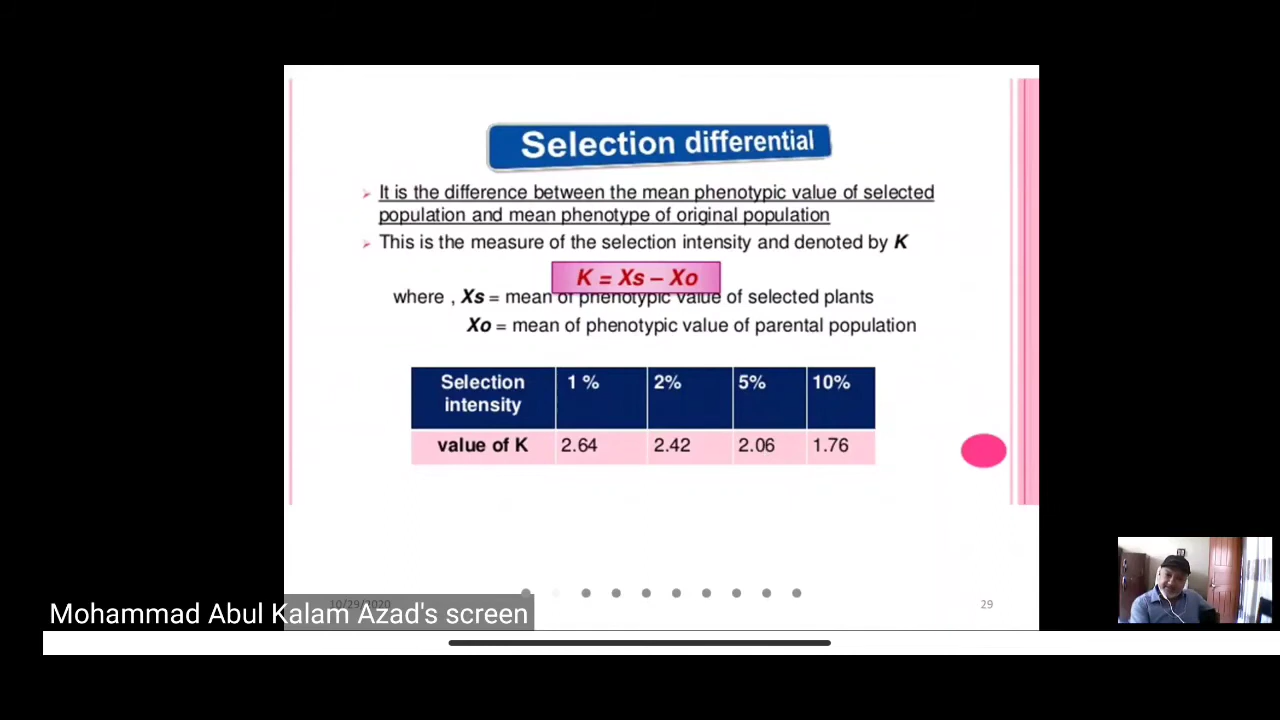 Selection differential
It is the difference between the mean phenotypic value of selected
population and mean phenotype of original population
This is the measure of the selection intensity and denoted by K
K = Xs – Xo
where , Xs = mean of phenotypic value of selected plants
Xo = mean of phenotypic value of parental population
Selection intensity 1 % 2% 5% 10%
value of K 2.64 2.42 2.06 1.76
10/29/2020
29
Mohammad Abul Kalam Azad's screen